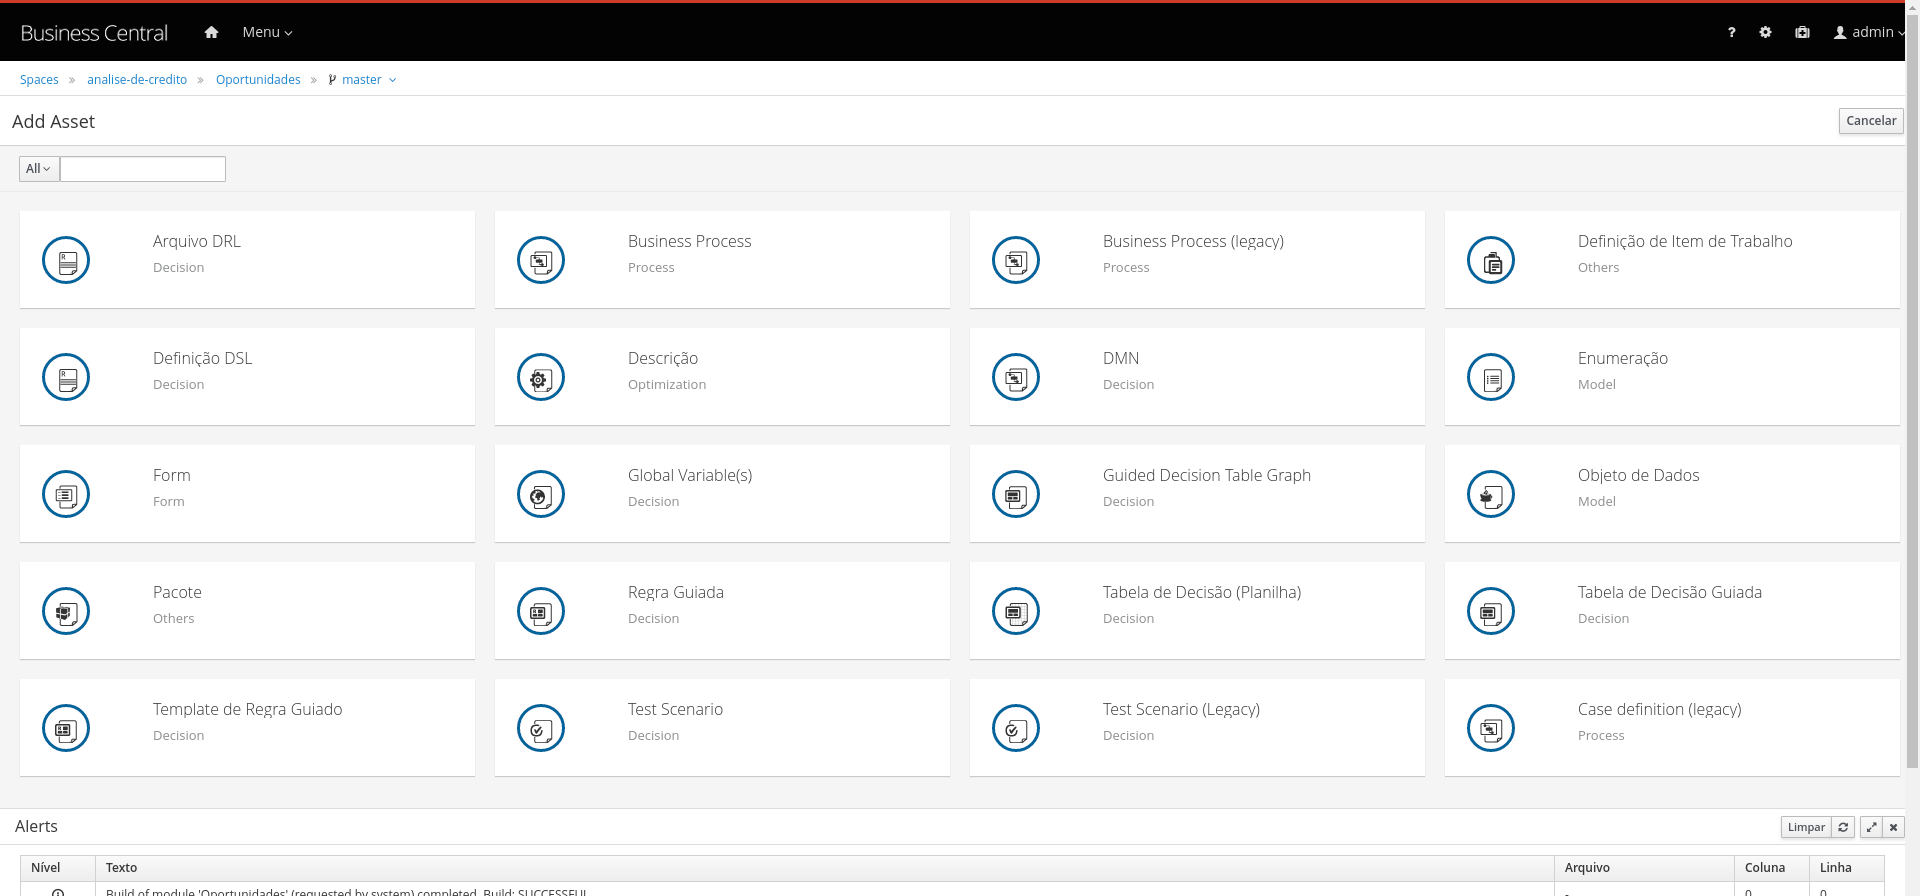 Business Central Menu ? admin
Spaces » analise-de-credito » Oportunidades » master
Add Asset Cancelar
All
Arquivo DRL
Decision
Business Process
Process
Business Process (legacy)
Process
Definição de Item de Trabalho
Others
Definição DSL
Decision
Descrição
Optimization
DMN
Decision
Enumeração
Model
Form
Form
Global Variable(s)
Decision
Guided Decision Table Graph
Decision
Objeto de Dados
Model
Pacote
Others
Regra Guiada
Decision
Tabela de Decisão (Planilha)
Decision
Tabela de Decisão Guiada
Decision
Template de Regra Guiado
Decision
Test Scenario
Decision
Test Scenario (Legacy)
Decision
Case definition (legacy)
Process
Alerts Limpar
Nível Texto Arquivo Coluna Linha
Build of module 'Oportunidades' (requested by system) completed. Build: SUCCESSFUL - 0 0